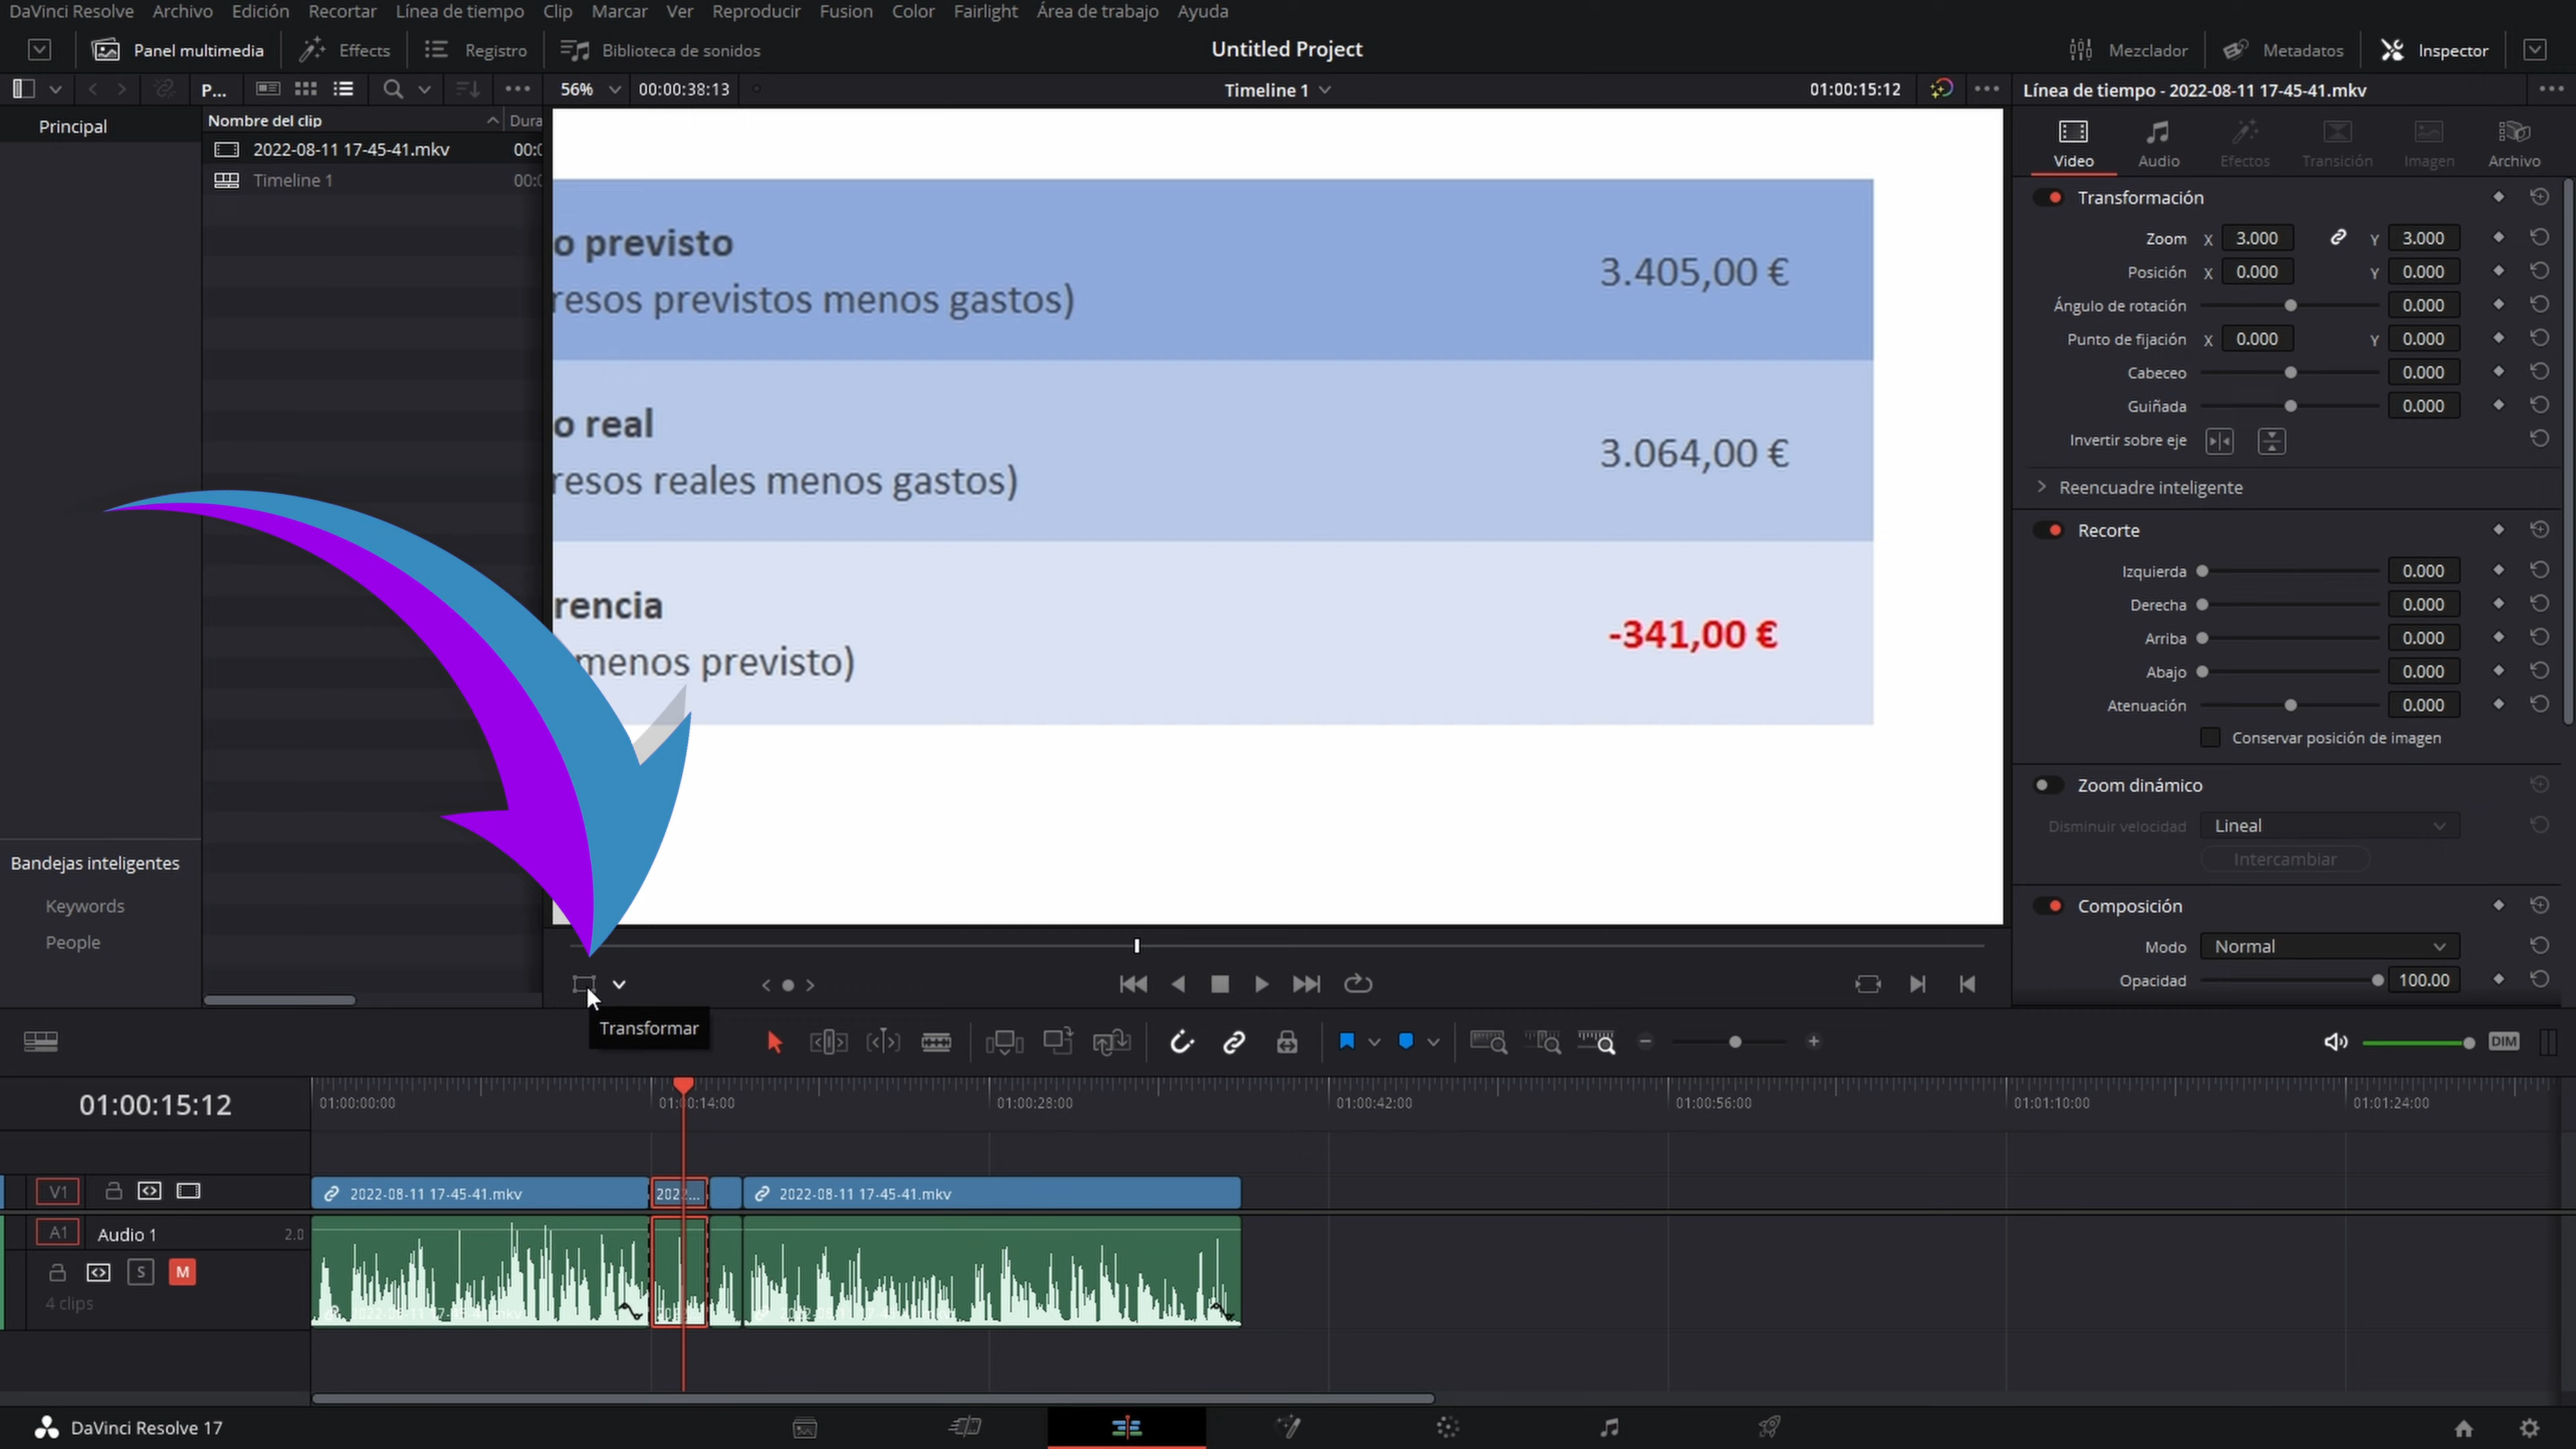 DaVinci Resolve Archivo Edición Recortar Línea de tiempo Clip Marcar Ver Reproducir Fusion Color Fairlight Área de trabajo Ayuda
Panel multimedia Effects Registro Biblioteca de sonidos Untitled Project Mezclador Metadatos Inspector
P... 56% 00:00:38:13 Timeline 1 01:00:15:12 Línea de tiempo - 2022-08-11 17-45-41.mkv
Principal
Nombre del clip Dura
2022-08-11 17-45-41.mkv 00:0
Timeline 1 00:0
Bandejas inteligentes
Keywords
People
o previsto
resos previstos menos gastos)
3.405,00 €
o real
resos reales menos gastos)
3.064,00 €
rencia
menos previsto)
-341,00 €
Video Audio Efectos Transición Imagen Archivo
Transformación
Zoom X 3.000 Y 3.000
Posición X 0.000 Y 0.000
Ángulo de rotación 0.000
Punto de fijación X 0.000 Y 0.000
Cabeceo 0.000
Guiñada 0.000
Invertir sobre eje
Reencuadre inteligente
Recorte
Izquierda 0.000
Derecha 0.000
Arriba 0.000
Abajo 0.000
Atenuación 0.000
Conservar posición de imagen
Zoom dinámico
Disminuir velocidad Lineal
Intercambiar
Composición
Modo Normal
Opacidad 100.00
Transformar
DIM
01:00:15:12
01:00:00:00 01:00:14:00 01:00:28:00 01:00:42:00 01:00:56:00 01:01:10:00 01:01:24:00
V1 2022-08-11 17-45-41.mkv 202... 2022-08-11 17-45-41.mkv
A1 Audio 1 2.0
S M
4 clips 2022-08-11 17-45-41.mkv
DaVinci Resolve 17